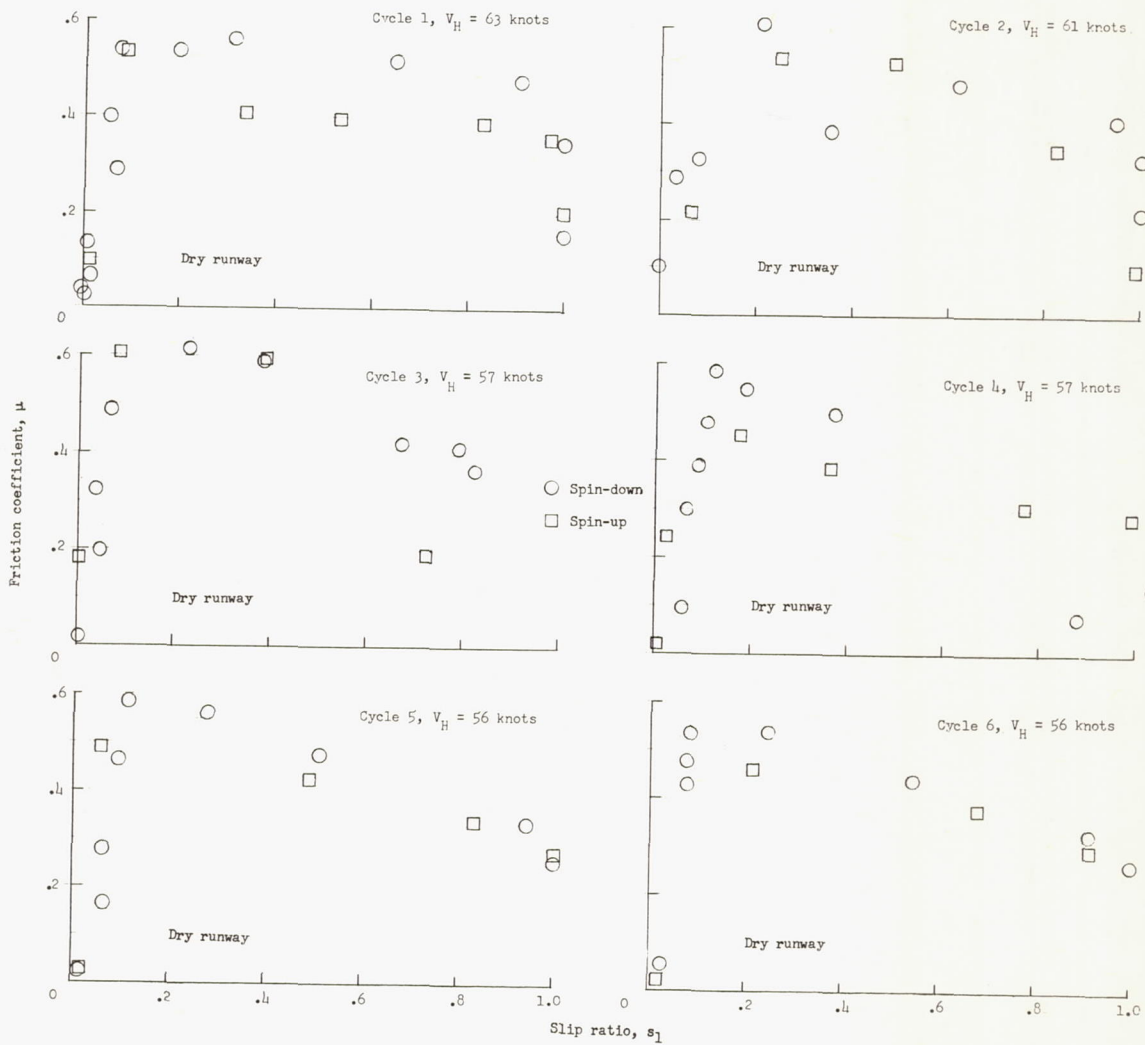 .6
Cycle 1, V_H = 63 knots
.4
.2
Dry runway
0
Cycle 2, V_H = 61 knots
Dry runway
.6
Cycle 3, V_H = 57 knots
.4
.2
Dry runway
0
Cycle 4, V_H = 57 knots
Dry runway
Friction coefficient, μ
Spin-down
Spin-up
.6
Cycle 5, V_H = 56 knots
.4
.2
Dry runway
0
.2 .4 .6 .8 1.0
Cycle 6, V_H = 56 knots
Dry runway
0 .2 .4 .6 .8 1.0
Slip ratio, s₁